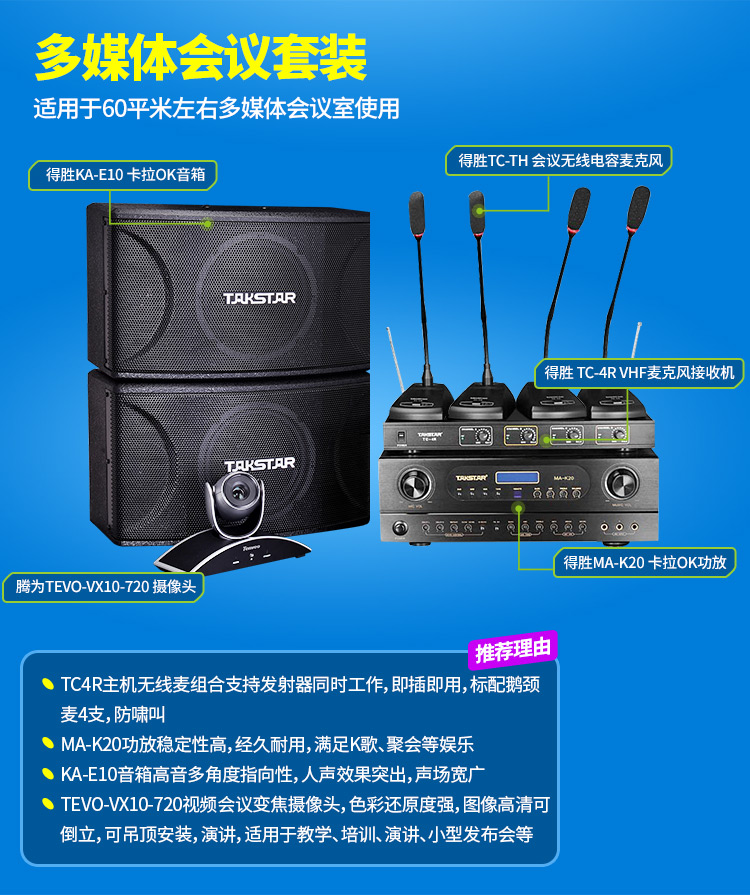 多媒体会议套装
适用于60平米左右多媒体会议室使用
得胜KA-E10 卡拉OK音箱
得胜TC-TH 会议无线电容麦克风
TAKSTAR
得胜 TC-4R VHF麦克风接收机
TAKSTAR
TC-4R
TAKSTAR
TAKSTAR
MA-K20
Tenveo
得胜MA-K20 卡拉OK功放
腾为TEVO-VX10-720 摄像头
推荐理由
TC4R主机无线麦组合支持发射器同时工作，即插即用，标配鹅颈
麦4支，防啸叫
MA-K20功放稳定性高，经久耐用，满足K歌、聚会等娱乐
KA-E10音箱高音多角度指向性，人声效果突出，声场宽广
TEVO-VX10-720视频会议变焦摄像头，色彩还原度强，图像高清可
倒立，可吊顶安装，演讲，适用于教学、培训、演讲、小型发布会等